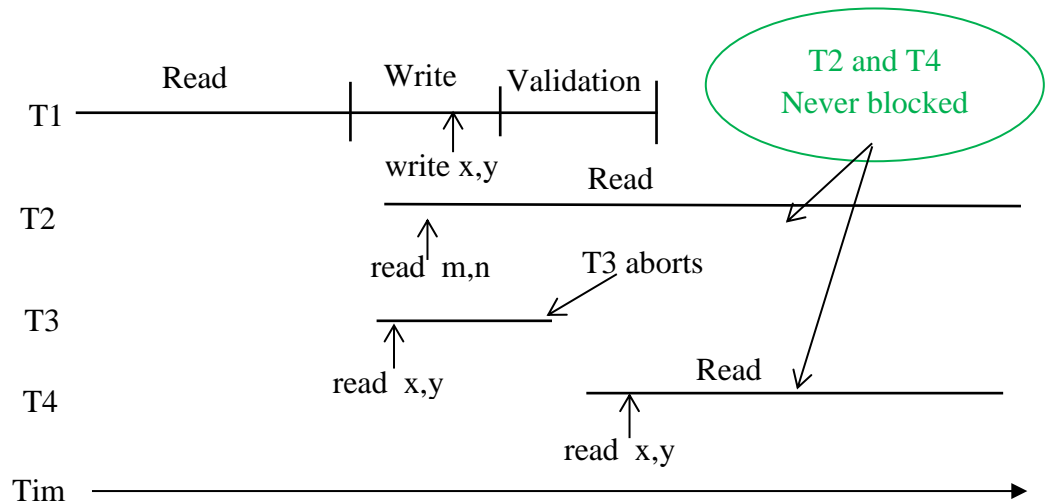 Read
Write
Validation
T2 and T4
Never blocked
T1
write x,y
Read
T2
read m,n
T3 aborts
T3
read x,y
Read
T4
read x,y
Tim